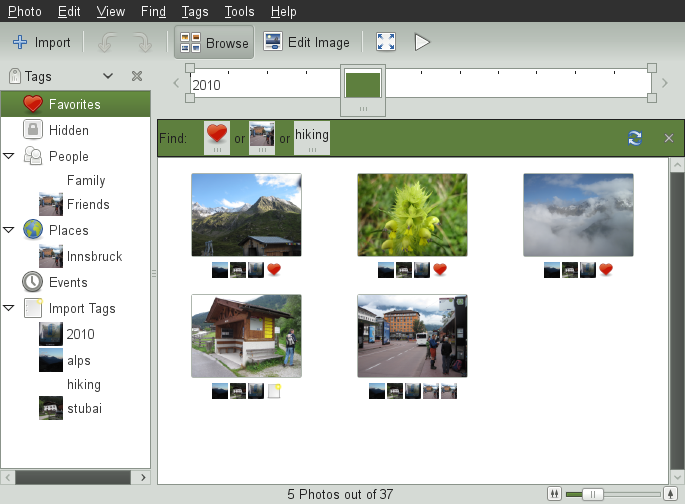 Photo Edit View Find Tags Tools Help
Import Browse Edit Image
Tags
2010
Find: or or hiking
Favorites
Hidden
People
Family
Friends
Places
Innsbruck
Events
Import Tags
2010
alps
hiking
stubai
5 Photos out of 37